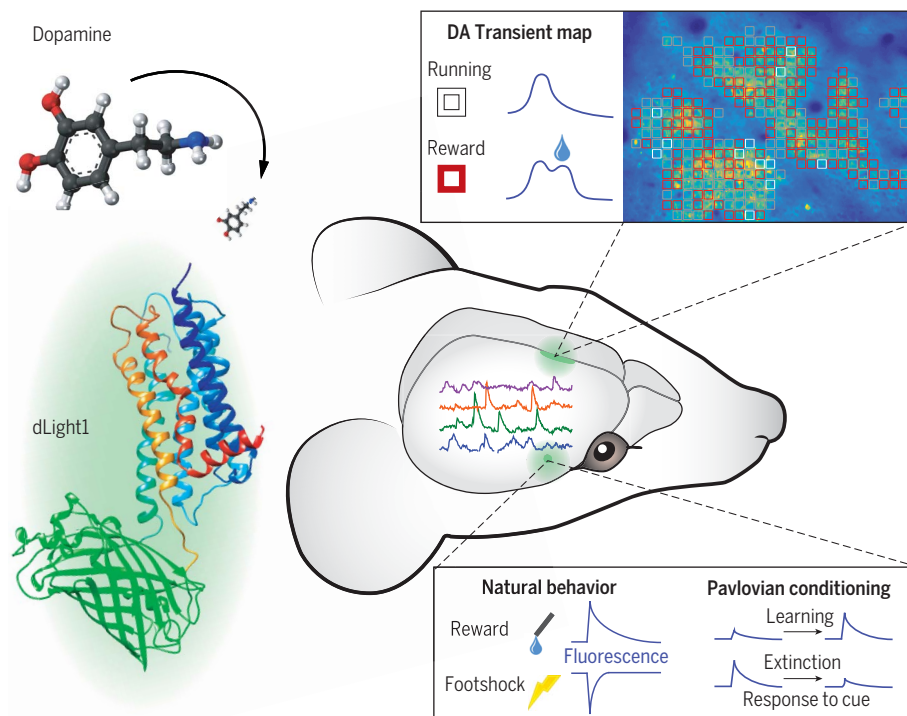 Dopamine
dLight1
DA Transient map
Running
Reward
Natural behavior
Reward
Fluorescence
Footshock
Pavlovian conditioning
Learning
Extinction
Response to cue